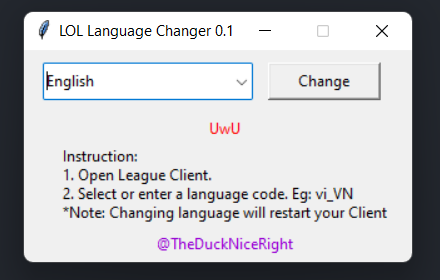 LOL Language Changer 0.1
English
Change
UwU
Instruction:
1. Open League Client.
2. Select or enter a language code. Eg: vi_VN
*Note: Changing language will restart your Client
@TheDuckNiceRight